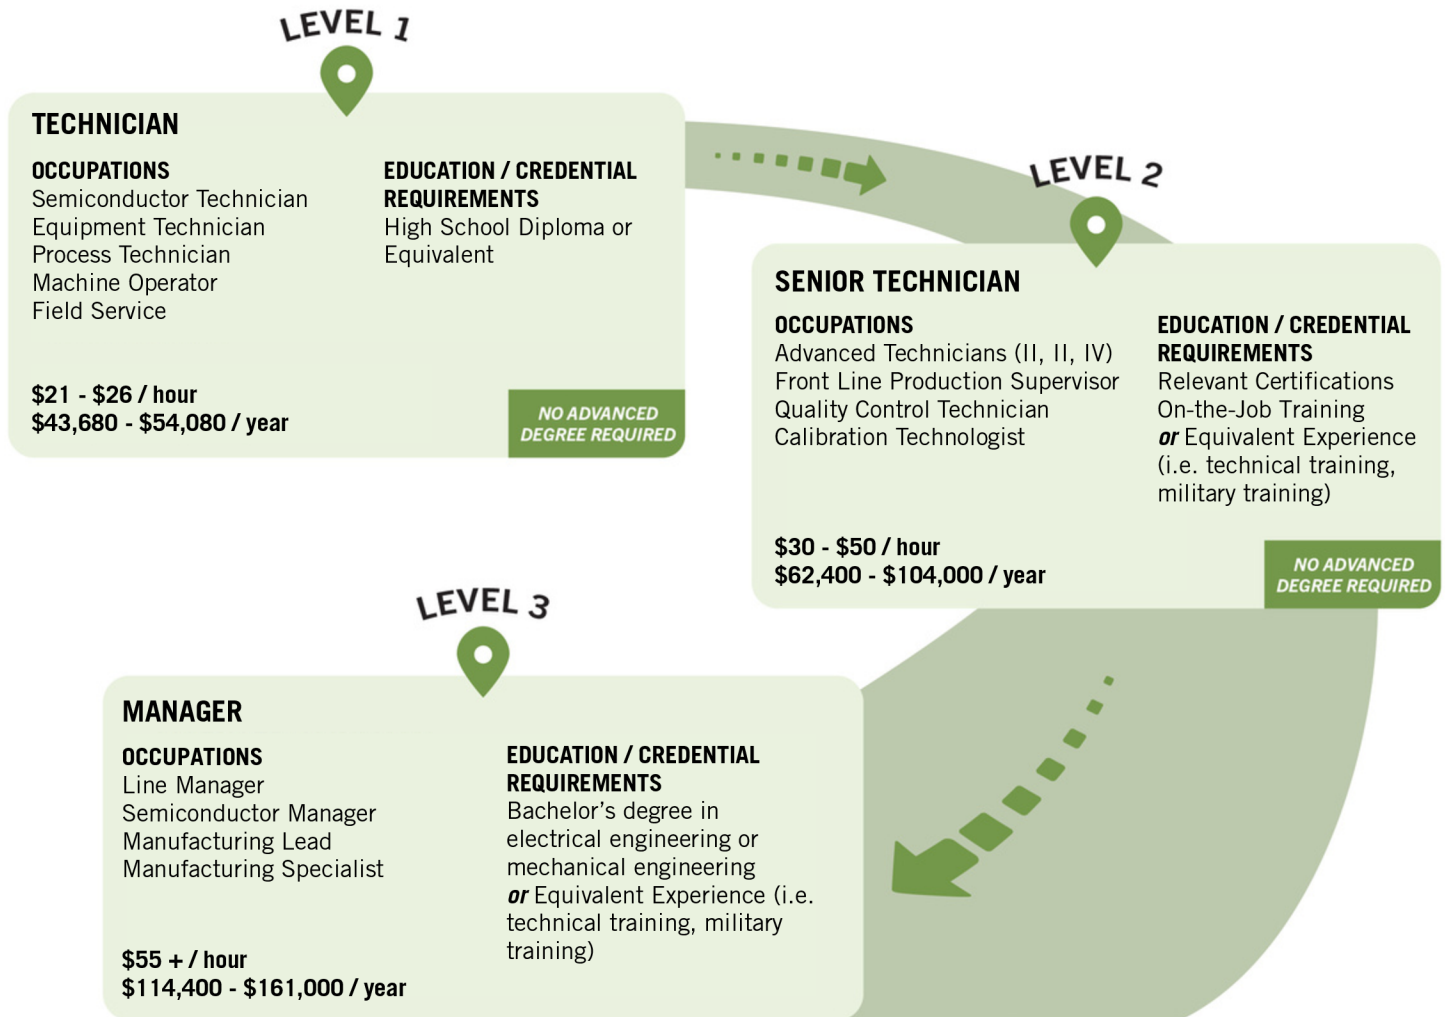 LEVEL 1
TECHNICIAN
OCCUPATIONS
Semiconductor Technician
Equipment Technician
Process Technician
Machine Operator
Field Service
$21 - $26 / hour
$43,680 - $54,080 / year
EDUCATION / CREDENTIAL
REQUIREMENTS
High School Diploma or
Equivalent
NO ADVANCED
DEGREE REQUIRED
LEVEL 2
SENIOR TECHNICIAN
OCCUPATIONS
Advanced Technicians (II, II, IV)
Front Line Production Supervisor
Quality Control Technician
Calibration Technologist
$30 - $50 / hour
$62,400 - $104,000 / year
EDUCATION / CREDENTIAL
REQUIREMENTS
Relevant Certifications
On-the-Job Training
or Equivalent Experience
(i.e. technical training,
military training)
NO ADVANCED
DEGREE REQUIRED
LEVEL 3
MANAGER
OCCUPATIONS
Line Manager
Semiconductor Manager
Manufacturing Lead
Manufacturing Specialist
$55 + / hour
$114,400 - $161,000 / year
EDUCATION / CREDENTIAL
REQUIREMENTS
Bachelor’s degree in
electrical engineering or
mechanical engineering
or Equivalent Experience (i.e.
technical training, military
training)